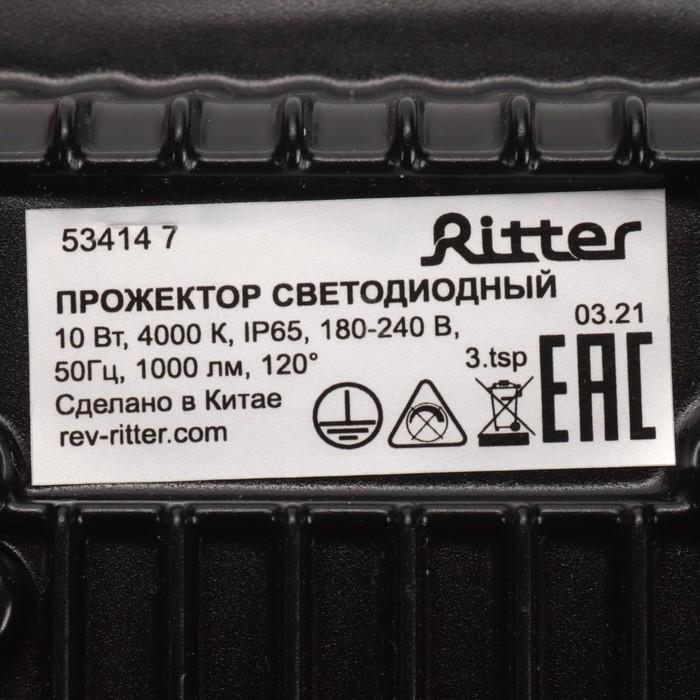 53414 7
Ritter
ПРОЖЕКТОР СВЕТОДИОДНЫЙ
10 Вт, 4000 К, IP65, 180-240 В,
50Гц, 1000 лм, 120°
Сделано в Китае
rev-ritter.com
03.21
3.tsp
EAC